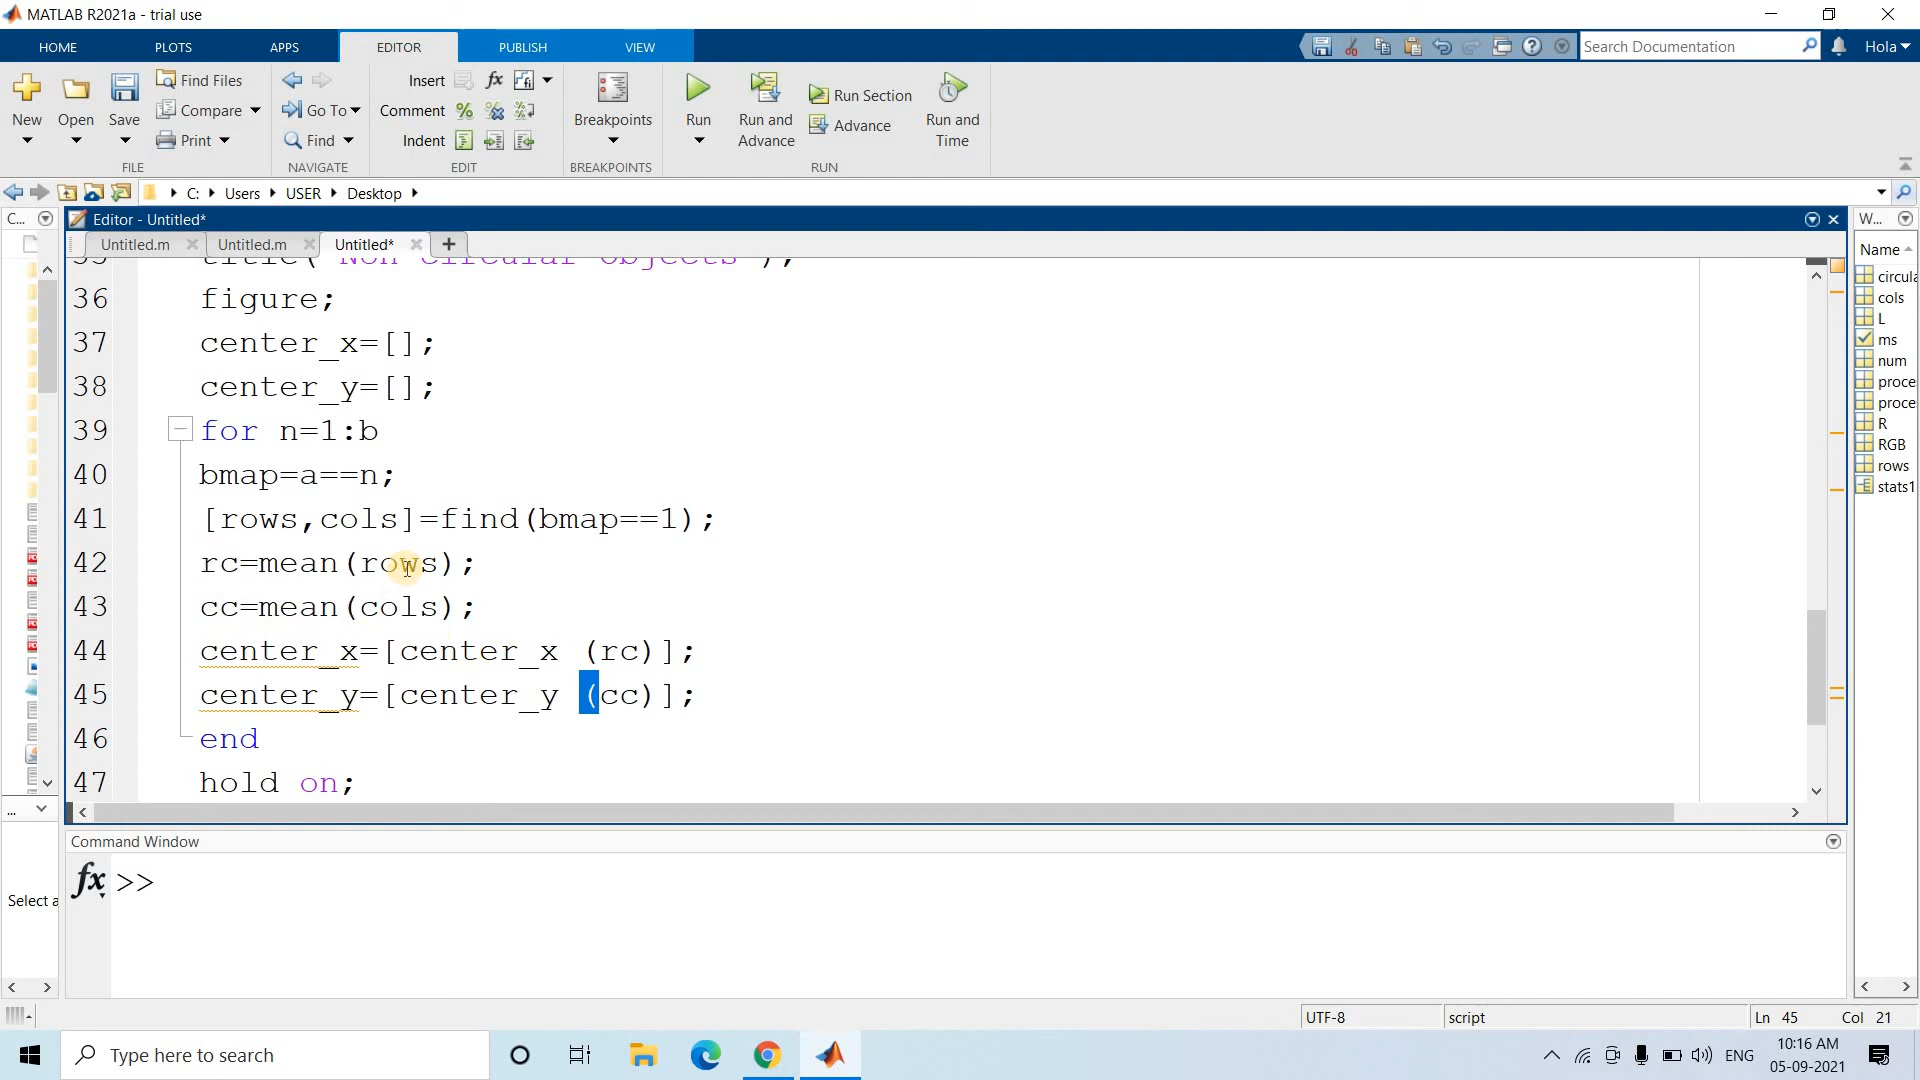 MATLAB R2021a - trial use
HOME PLOTS APPS EDITOR PUBLISH VIEW Search Documentation Hola
New Open Save Find Files Compare Print
Go To Find
Insert fx
Comment
Indent
Breakpoints Run Run and Advance Run Section Advance Run and Time
FILE NAVIGATE EDIT BREAKPOINTS RUN
C: Users USER Desktop
C... Editor - Untitled* W...
Untitled.m Untitled.m Untitled* +
35 title('Non Circular Objects');
36 figure;
37 center_x=[];
38 center_y=[];
39 for n=1:b
40 bmap=a==n;
41 [rows,cols]=find(bmap==1);
42 rc=mean(rows);
43 cc=mean(cols);
44 center_x=[center_x (rc)];
45 center_y=[center_y (cc)];
46 end
47 hold on;
Name
circula
cols
L
ms
num
proce
proce
R
RGB
rows
stats1
...
Select a
Command Window
fx >>
UTF-8 script Ln 45 Col 21
Type here to search
ENG
10:16 AM
05-09-2021